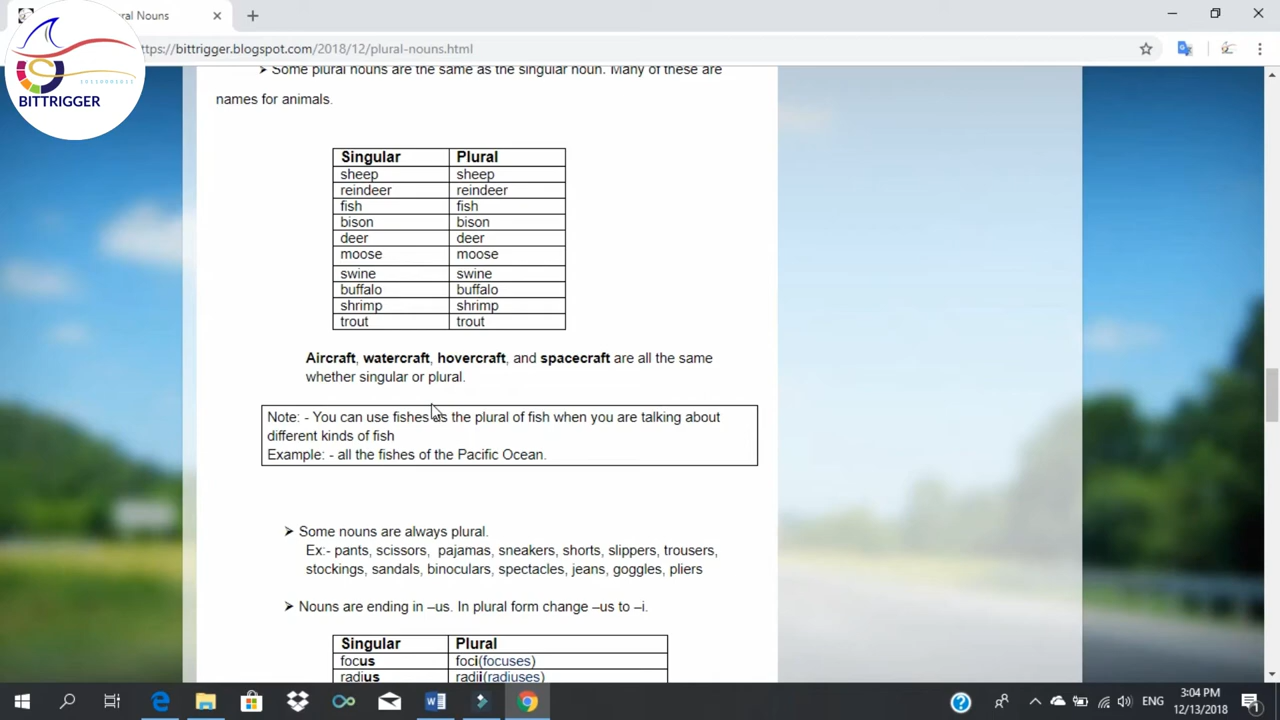 ural Nouns
ttps://bittrigger.blogspot.com/2018/12/plural-nouns.html
BITTRIGGER
➤ Some plural nouns are the same as the singular noun. Many of these are
names for animals.
Singular Plural
sheep sheep
reindeer reindeer
fish fish
bison bison
deer deer
moose moose
swine swine
buffalo buffalo
shrimp shrimp
trout trout
Aircraft, watercraft, hovercraft, and spacecraft are all the same
whether singular or plural.
Note: - You can use fishes as the plural of fish when you are talking about
different kinds of fish
Example: - all the fishes of the Pacific Ocean.
➤ Some nouns are always plural.
Ex:- pants, scissors, pajamas, sneakers, shorts, slippers, trousers,
stockings, sandals, binoculars, spectacles, jeans, goggles, pliers
➤ Nouns are ending in –us. In plural form change –us to –i.
Singular Plural
focus foci(focuses)
radius radii(radiuses)
ENG
3:04 PM
12/13/2018
1